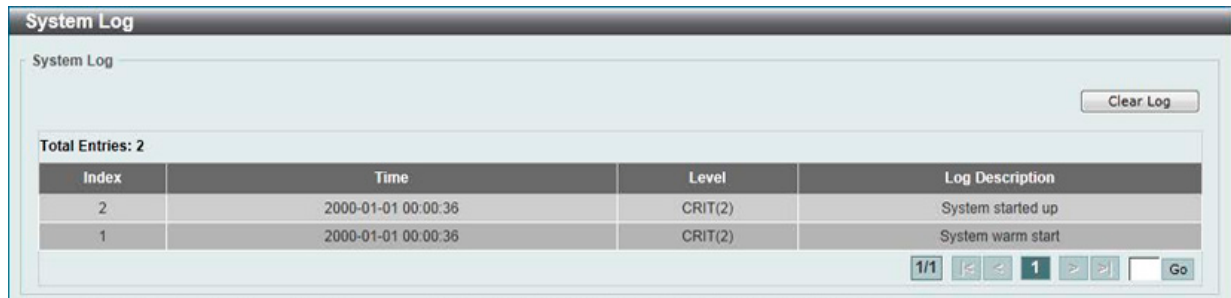 System Log
System Log
Clear Log
Total Entries: 2
Index Time Level Log Description
2 2000-01-01 00:00:36 CRIT(2) System started up
1 2000-01-01 00:00:36 CRIT(2) System warm start
1/1 |< < 1 > >| Go